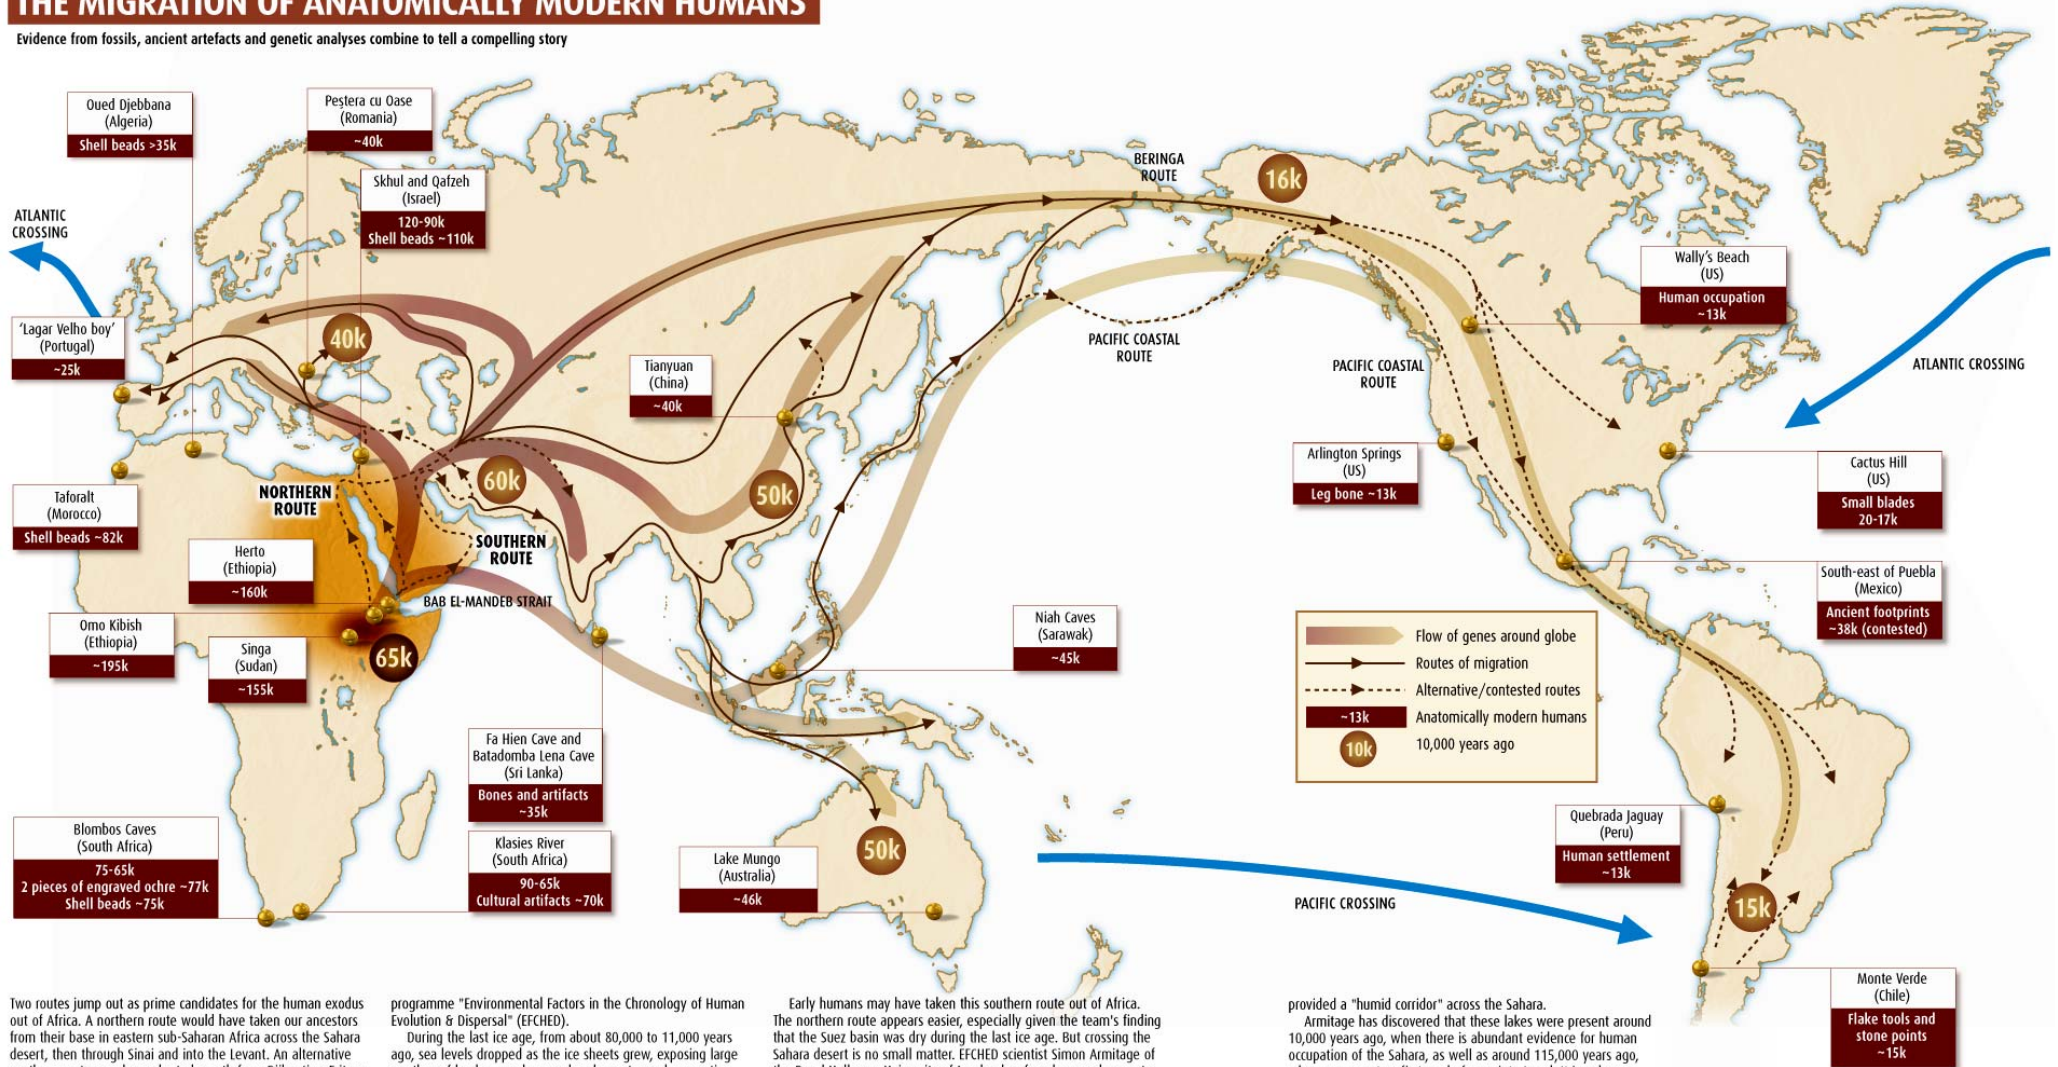 THE MIGRATION OF ANATOMICALLY MODERN HUMANS
Evidence from fossils, ancient artefacts and genetic analyses combine to tell a compelling story
Oued Djebbana
(Algeria)
Shell beads >35k
Peştera cu Oase
(Romania)
~40k
Skhul and Qafzeh
(Israel)
120-90k
Shell beads ~110k
ATLANTIC
CROSSING
'Lagar Velho boy'
(Portugal)
~25k
40k
Tianyuan
(China)
~40k
BERINGA
ROUTE
16k
PACIFIC COASTAL
ROUTE
Wally's Beach
(US)
Human occupation
~13k
PACIFIC COASTAL
ROUTE
ATLANTIC CROSSING
Arlington Springs
(US)
Leg bone ~13k
Cactus Hill
(US)
Small blades
20-17k
Taforalt
(Morocco)
Shell beads ~82k
NORTHERN
ROUTE
60k
50k
SOUTHERN
ROUTE
Herto
(Ethiopia)
~160k
BAB EL-MANDEB STRAIT
Omo Kibish
(Ethiopia)
~195k
Singa
(Sudan)
~155k
65k
Niah Caves
(Sarawak)
~45k
South-east of Puebla
(Mexico)
Ancient footprints
~38k (contested)
Flow of genes around globe
Routes of migration
Alternative/contested routes
~13k Anatomically modern humans
10k 10,000 years ago
Fa Hien Cave and
Batadomba Lena Cave
(Sri Lanka)
Bones and artifacts
~35k
Blombos Caves
(South Africa)
75-65k
2 pieces of engraved ochre ~77k
Shell beads ~75k
Klasies River
(South Africa)
90-65k
Cultural artifacts ~70k
Lake Mungo
(Australia)
~46k
50k
PACIFIC CROSSING
Quebrada Jaguay
(Peru)
Human settlement
~13k
15k
Monte Verde
(Chile)
Flake tools and
stone points
~15k
Two routes jump out as prime candidates for the human exodus
out of Africa. A northern route would have taken our ancestors
from their base in eastern sub-Saharan Africa across the Sahara
desert, then through Sinai and into the Levant. An alternative
programme "Environmental Factors in the Chronology of Human
Evolution & Dispersal" (EFCHED).
During the last ice age, from about 80,000 to 11,000 years
ago, sea levels dropped as the ice sheets grew, exposing large
Early humans may have taken this southern route out of Africa.
The northern route appears easier, especially given the team's finding
that the Suez basin was dry during the last ice age. But crossing the
Sahara desert is no small matter. EFCHED scientist Simon Armitage of
provided a "humid corridor" across the Sahara.
Armitage has discovered that these lakes were present around
10,000 years ago, when there is abundant evidence for human
occupation of the Sahara, as well as around 115,000 years ago,